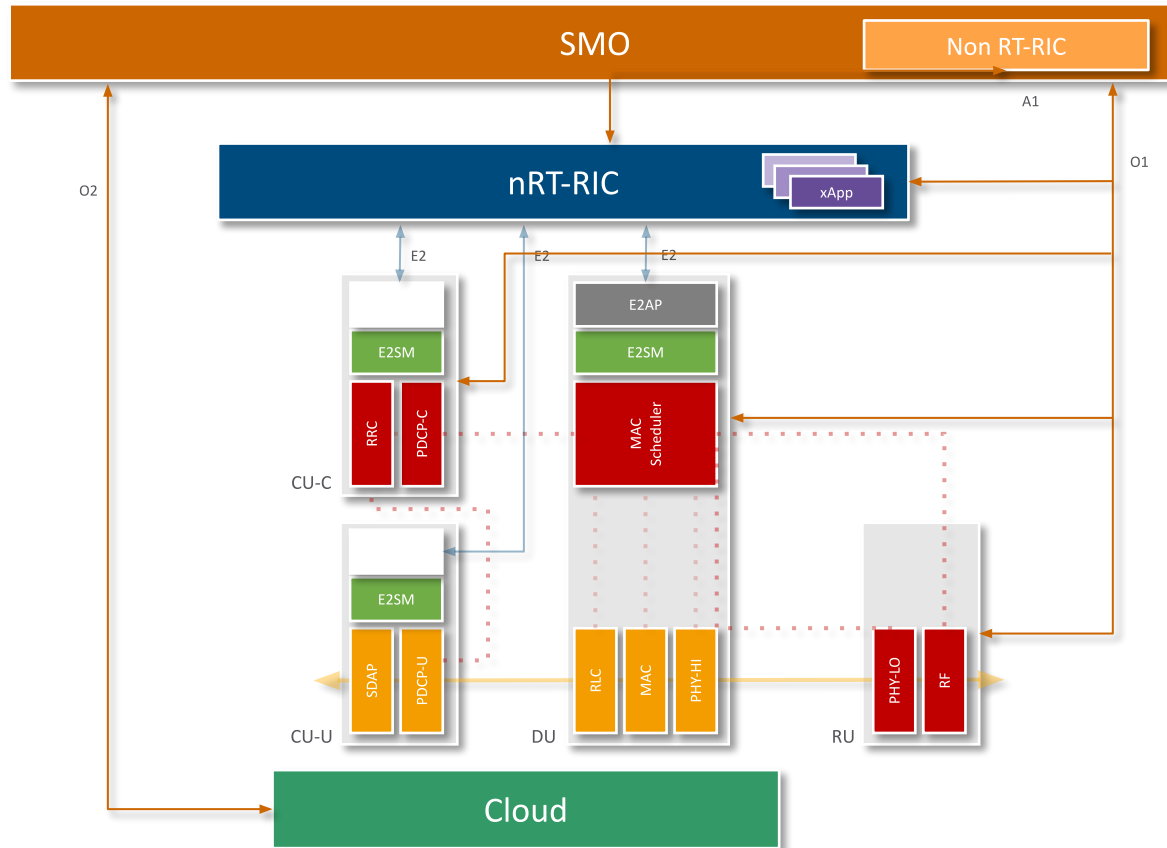 SMO
Non RT-RIC
A1
O2
O1
nRT-RIC
xApp
E2
E2
E2
E2AP
E2SM
E2SM
RRC
PDCP-C
MAC
Scheduler
CU-C
E2SM
SDAP
PDCP-U
RLC
MAC
PHY-HI
PHY-LO
RF
CU-U
DU
RU
Cloud